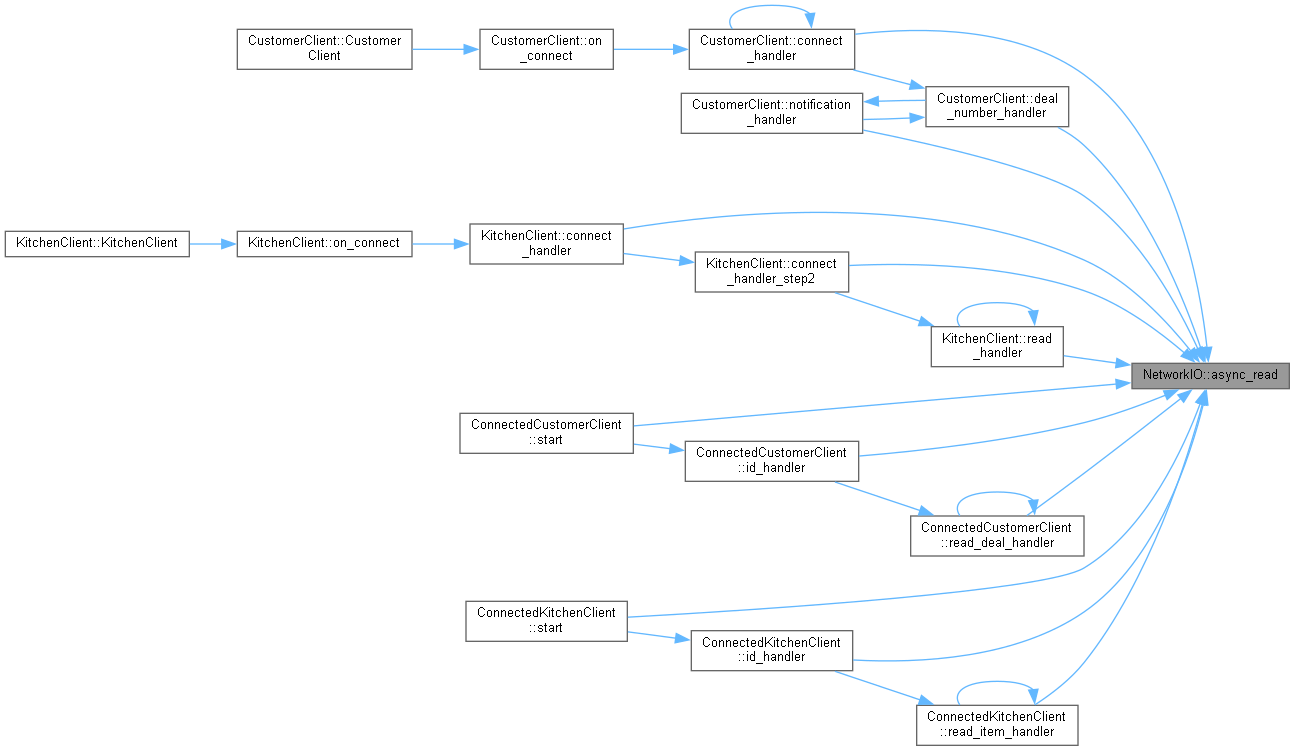 CustomerClient::Customer
Client
CustomerClient::on
_connect
CustomerClient::connect
_handler
CustomerClient::notification
_handler
CustomerClient::deal
_number_handler
KitchenClient::KitchenClient
KitchenClient::on_connect
KitchenClient::connect
_handler
KitchenClient::connect
_handler_step2
KitchenClient::read
_handler
NetworkIO::async_read
ConnectedCustomerClient
::start
ConnectedCustomerClient
::id_handler
ConnectedCustomerClient
::read_deal_handler
ConnectedKitchenClient
::start
ConnectedKitchenClient
::id_handler
ConnectedKitchenClient
::read_item_handler